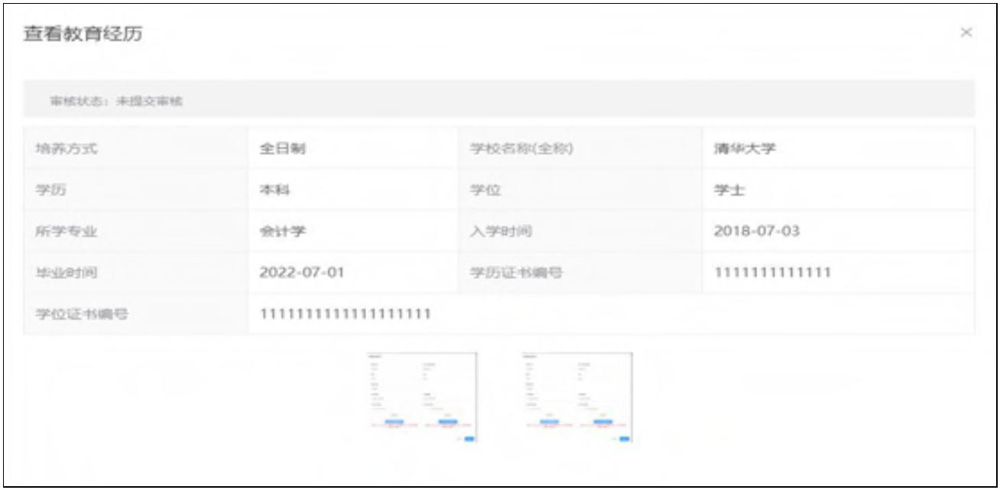 查看教育经历
审核状态：未提交审核
培养方式 全日制 学校名称(全称) 清华大学
学历 本科 学位 学士
所学专业 会计学 入学时间 2018-07-03
毕业时间 2022-07-01 学历证书编号 1111111111111
学位证书编号 1111111111111111111